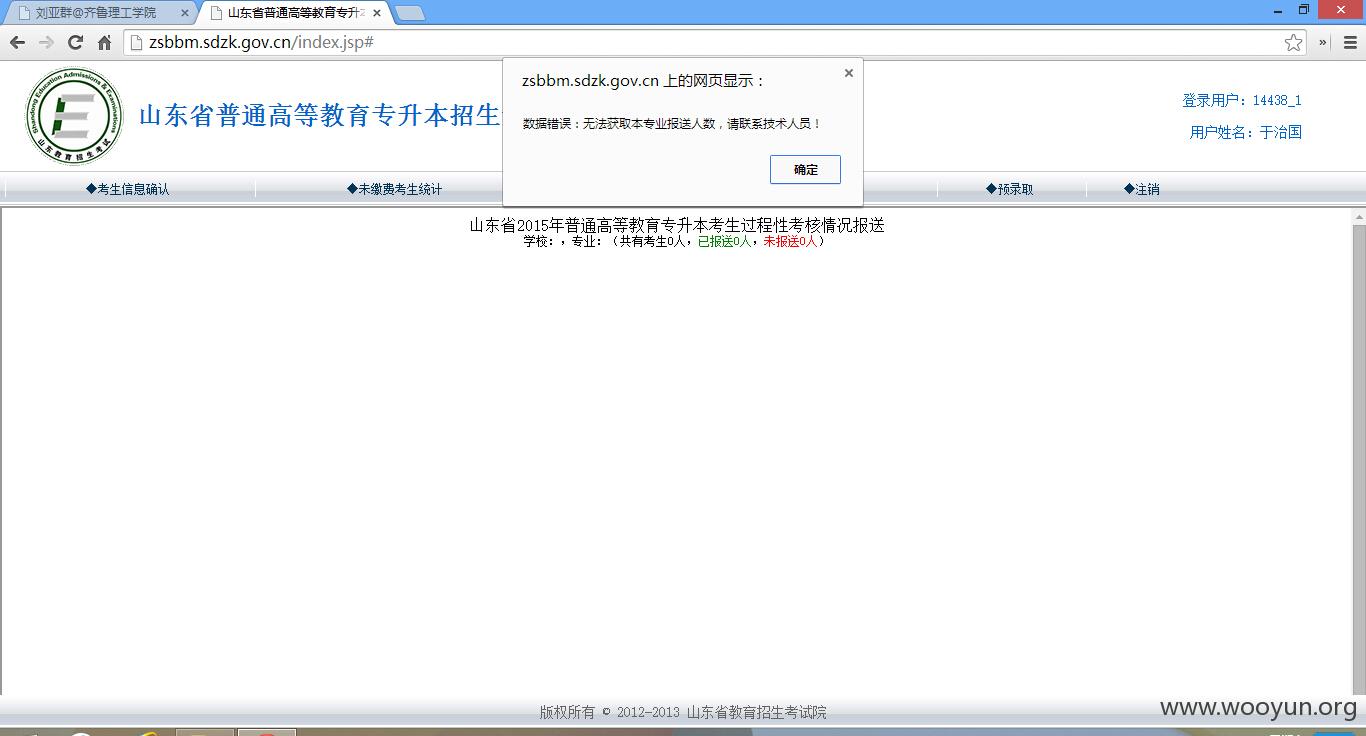 刘亚群@齐鲁理工学院
山东省普通高等教育专升
zsbbm.sdzk.gov.cn/index.jsp#
Shandong Education Admissions & Examinations
山东教育招生考试
山东省普通高等教育专升本招生
zsbbm.sdzk.gov.cn 上的网页显示：
数据错误：无法获取本专业报送人数，请联系技术人员！
确定
登录用户：14438_1
用户姓名：于治国
◆考生信息确认 ◆未缴费考生统计 ◆预录取 ◆注销
山东省2015年普通高等教育专升本考生过程性考核情况报送
学校：，专业：（共有考生0人，已报送0人，未报送0人）
版权所有 © 2012-2013 山东省教育招生考试院
www.wooyun.org